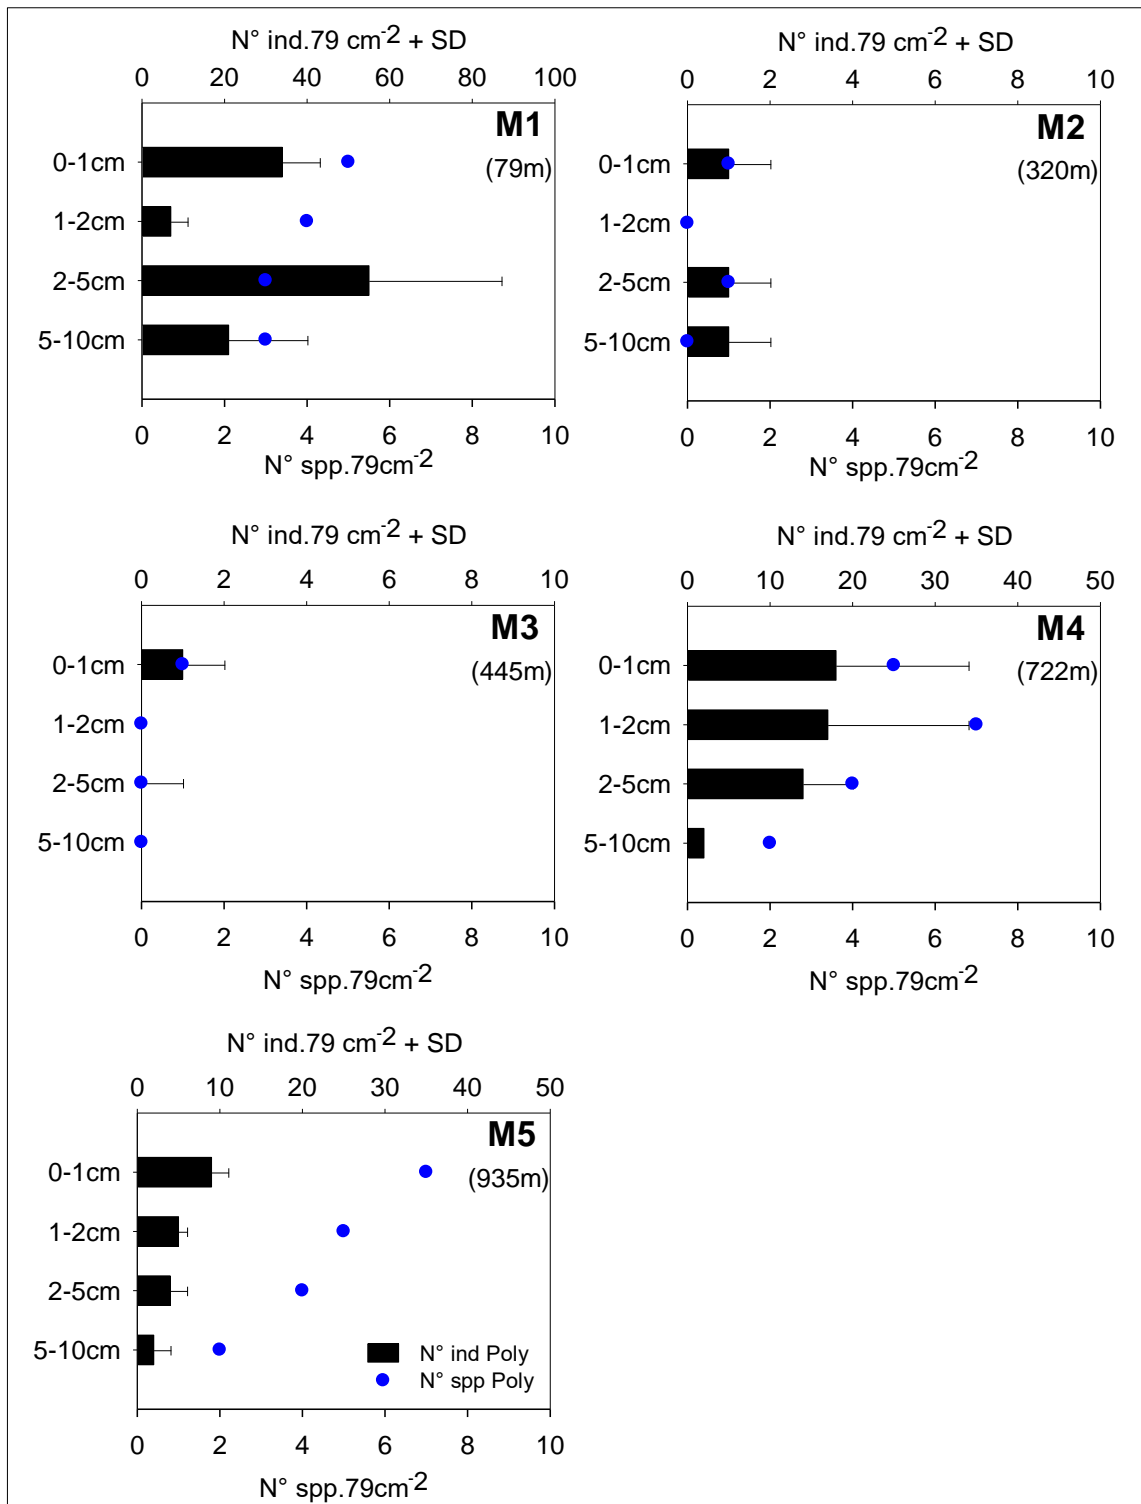 N° ind.79 cm-2 + SD
0 20 40 60 80 100
M1
(79m)
0-1cm
1-2cm
2-5cm
5-10cm
0 2 4 6 8 10
N° spp.79cm-2
N° ind.79 cm-2 + SD
0 2 4 6 8 10
M2
(320m)
0-1cm
1-2cm
2-5cm
5-10cm
0 2 4 6 8 10
N° spp.79cm-2
N° ind.79 cm-2 + SD
0 2 4 6 8 10
M3
(445m)
0-1cm
1-2cm
2-5cm
5-10cm
0 2 4 6 8 10
N° spp.79cm-2
N° ind.79 cm-2 + SD
0 10 20 30 40 50
M4
(722m)
0-1cm
1-2cm
2-5cm
5-10cm
0 2 4 6 8 10
N° spp.79cm-2
N° ind.79 cm-2 + SD
0 10 20 30 40 50
M5
(935m)
0-1cm
1-2cm
2-5cm
5-10cm
N° ind Poly
N° spp Poly
0 2 4 6 8 10
N° spp.79cm-2